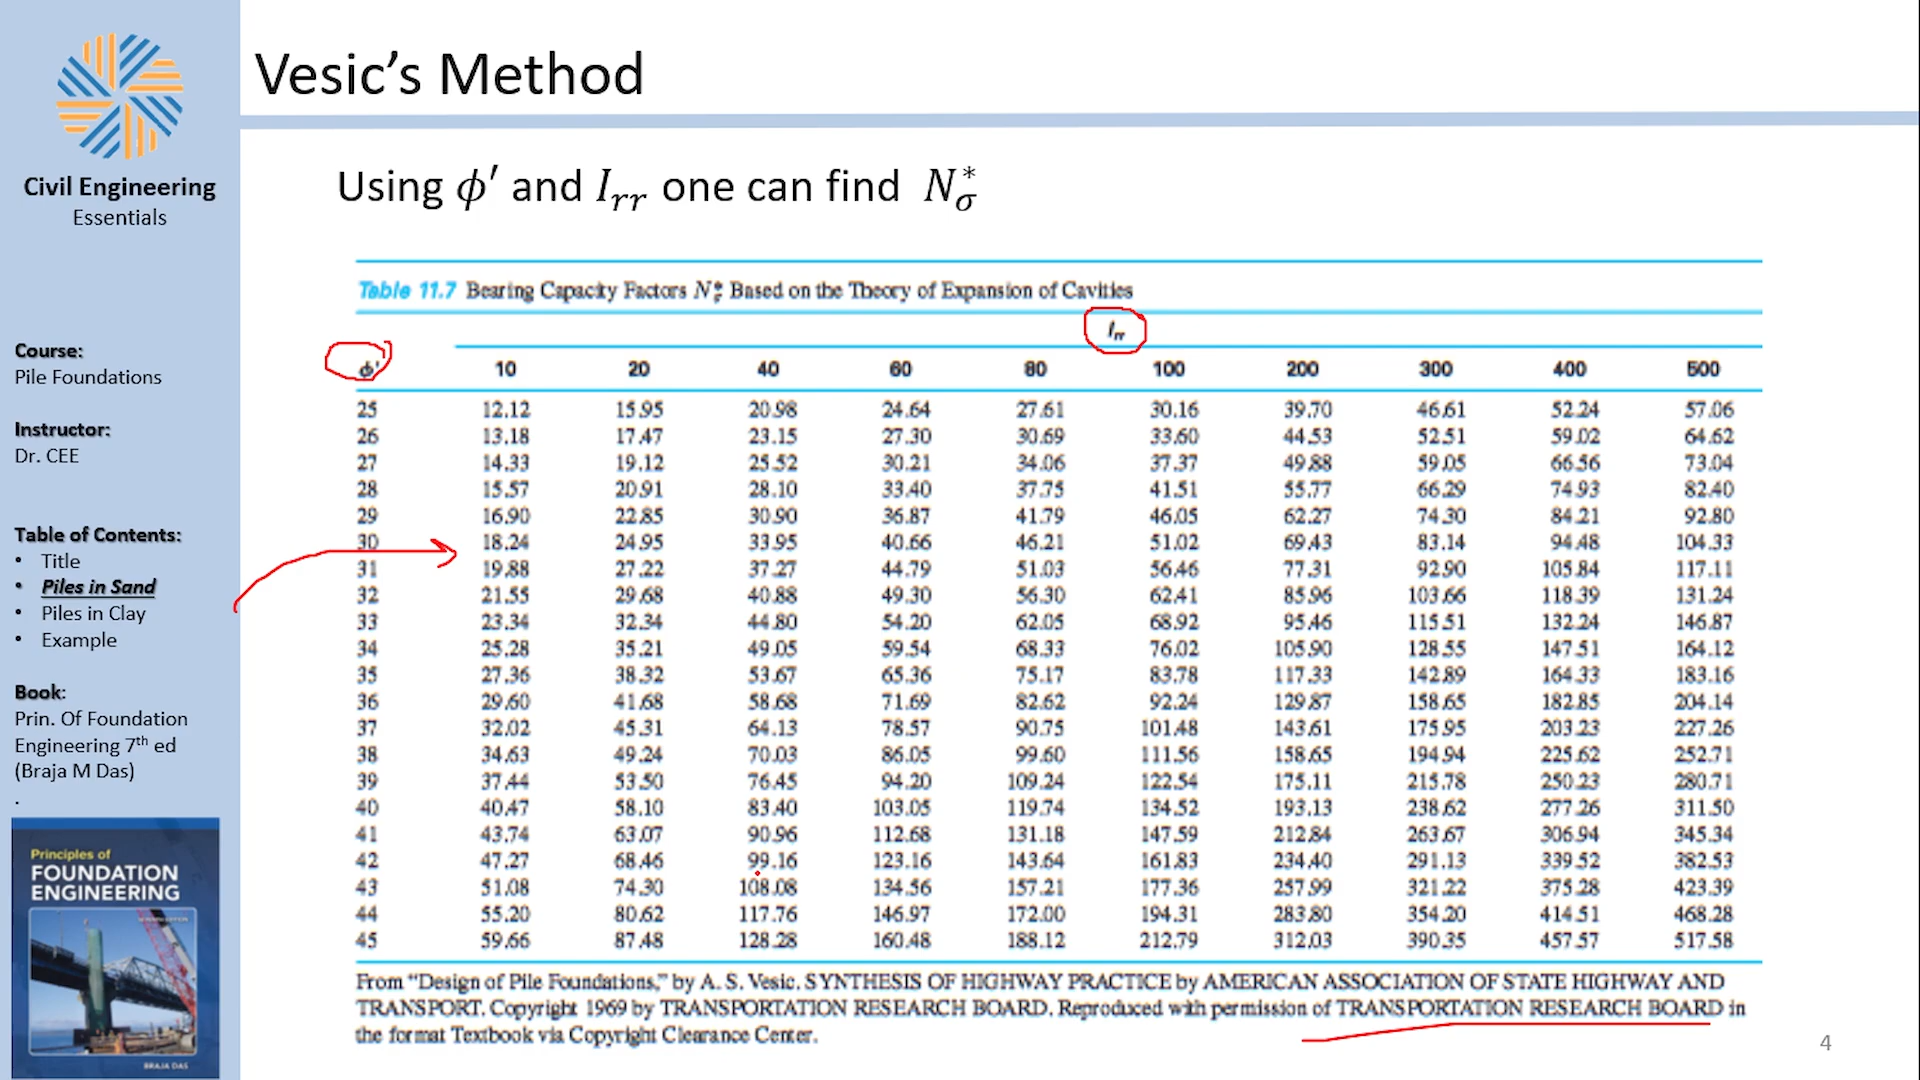 Vesic’s Method
Civil Engineering
Essentials
Course:
Pile Foundations
Instructor:
Dr. CEE
Table of Contents:
• Title
• Piles in Sand
• Piles in Clay
• Example
Book:
Prin. Of Foundation
Engineering 7th ed
(Braja M Das)
.
Principles of
FOUNDATION
ENGINEERING
BRAJA DAS
Using ϕ′ and Irr one can find N*σ
Table 11.7 Bearing Capacity Factors N*σ Based on the Theory of Expansion of Cavities
Irr
ϕ' 10 20 40 60 80 100 200 300 400 500
25 12.12 15.95 20.98 24.64 27.61 30.16 39.70 46.61 52.24 57.06
26 13.18 17.47 23.15 27.30 30.69 33.60 44.53 52.51 59.02 64.62
27 14.33 19.12 25.52 30.21 34.06 37.37 49.88 59.05 66.56 73.04
28 15.57 20.91 28.10 33.40 37.75 41.51 55.77 66.29 74.93 82.40
29 16.90 22.85 30.90 36.87 41.79 46.05 62.27 74.30 84.21 92.80
30 18.24 24.95 33.95 40.66 46.21 51.02 69.43 83.14 94.48 104.33
31 19.88 27.22 37.27 44.79 51.03 56.46 77.31 92.90 105.84 117.11
32 21.55 29.68 40.88 49.30 56.30 62.41 85.96 103.66 118.39 131.24
33 23.34 32.34 44.80 54.20 62.05 68.92 95.46 115.51 132.24 146.87
34 25.28 35.21 49.05 59.54 68.33 76.02 105.90 128.55 147.51 164.12
35 27.36 38.32 53.67 65.36 75.17 83.78 117.33 142.89 164.33 183.16
36 29.60 41.68 58.68 71.69 82.62 92.24 129.87 158.65 182.85 204.14
37 32.02 45.31 64.13 78.57 90.75 101.48 143.61 175.95 203.23 227.26
38 34.63 49.24 70.03 86.05 99.60 111.56 158.65 194.94 225.62 252.71
39 37.44 53.50 76.45 94.20 109.24 122.54 175.11 215.78 250.23 280.71
40 40.47 58.10 83.40 103.05 119.74 134.52 193.13 238.62 277.26 311.50
41 43.74 63.07 90.96 112.68 131.18 147.59 212.84 263.67 306.94 345.34
42 47.27 68.46 99.16 123.16 143.64 161.83 234.40 291.13 339.52 382.53
43 51.08 74.30 108.08 134.56 157.21 177.36 257.99 321.22 375.28 423.39
44 55.20 80.62 117.76 146.97 172.00 194.31 283.80 354.20 414.51 468.28
45 59.66 87.48 128.28 160.48 188.12 212.79 312.03 390.35 457.57 517.58
From “Design of Pile Foundations,” by A. S. Vesic. SYNTHESIS OF HIGHWAY PRACTICE by AMERICAN ASSOCIATION OF STATE HIGHWAY AND
TRANSPORT. Copyright 1969 by TRANSPORTATION RESEARCH BOARD. Reproduced with permission of TRANSPORTATION RESEARCH BOARD in
the format Textbook via Copyright Clearance Center.
4